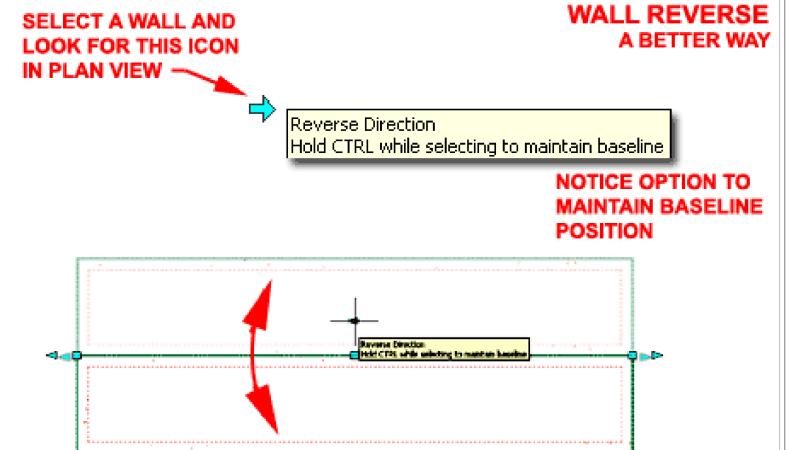 SELECT A WALL AND
LOOK FOR THIS ICON
IN PLAN VIEW
WALL REVERSE
A BETTER WAY
Reverse Direction
Hold CTRL while selecting to maintain baseline
NOTICE OPTION TO
MAINTAIN BASELINE
POSITION
Reverse Direction
Hold CTRL while selecting to maintain baseline